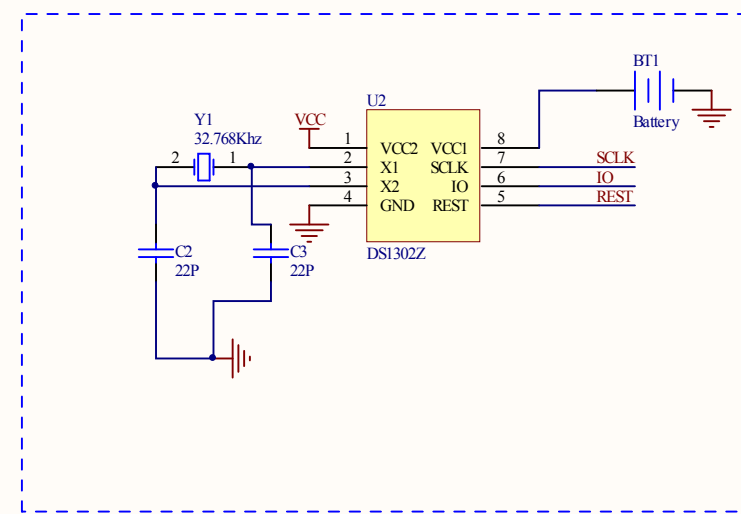 BT1
Battery
U2
Y1
32.768Khz
VCC
2 1
1 VCC2 VCC1 8
2 X1 SCLK 7 SCLK
3 X2 IO 6 IO
4 GND REST 5 REST
DS1302Z
C2
22P
C3
22P